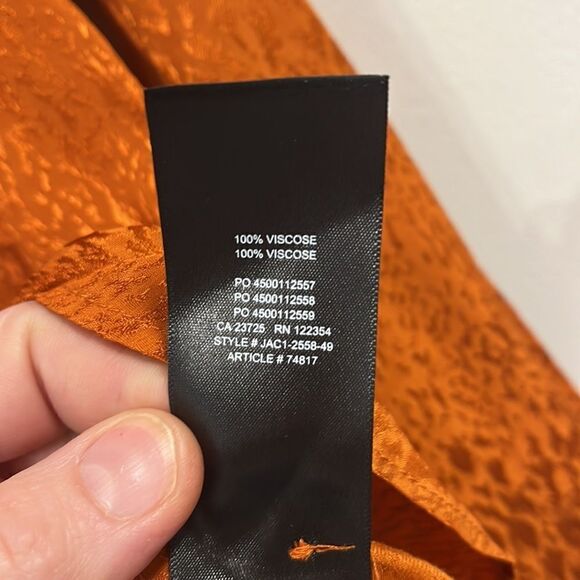 100% VISCOSE
100% VISCOSE
PO 4500112557
PO 4500112558
PO 4500112559
CA 23725 RN 122354
STYLE # JAC1-2558-49
ARTICLE # 74817